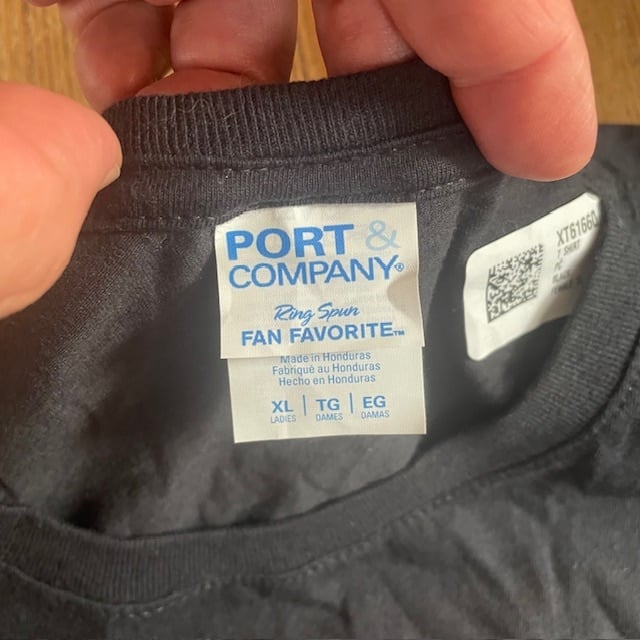 PORT &
COMPANY®
Ring Spun
FAN FAVORITE™
Made in Honduras
Fabriqué au Honduras
Hecho en Honduras
XL | TG | EG
LADIES DAMES DAMAS
XT61660
T SHIRT